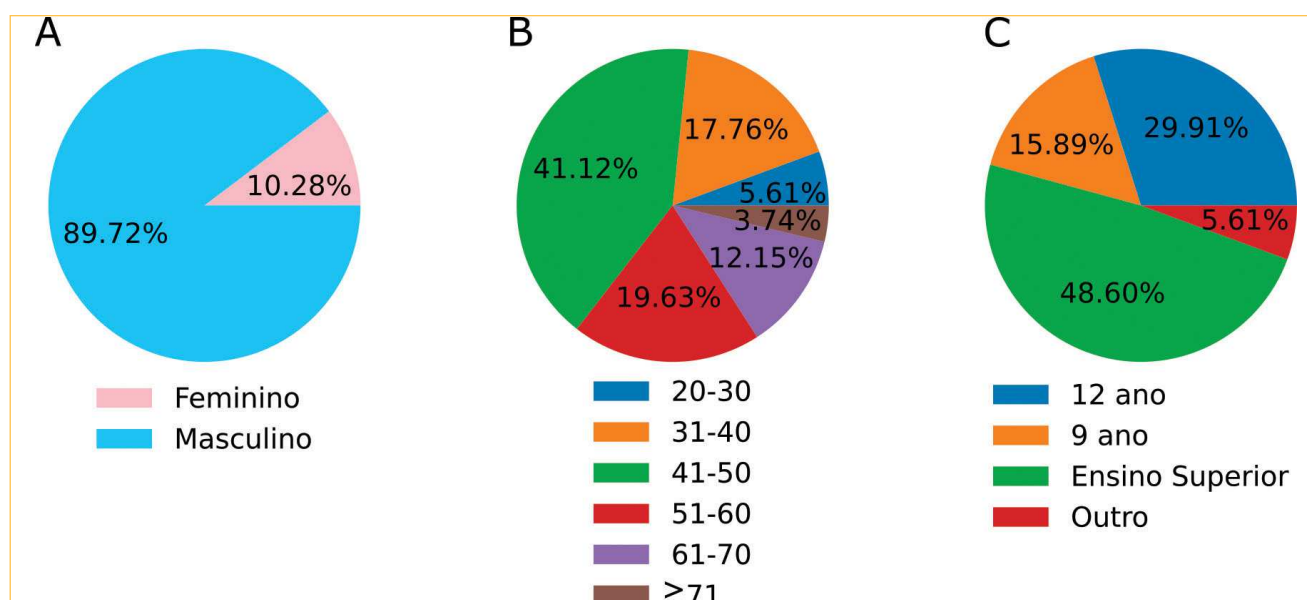 A
89.72%
10.28%
Feminino
Masculino
B
17.76%
41.12%
5.61%
3.74%
12.15%
19.63%
20-30
31-40
41-50
51-60
61-70
>71
C
29.91%
15.89%
5.61%
48.60%
12 ano
9 ano
Ensino Superior
Outro